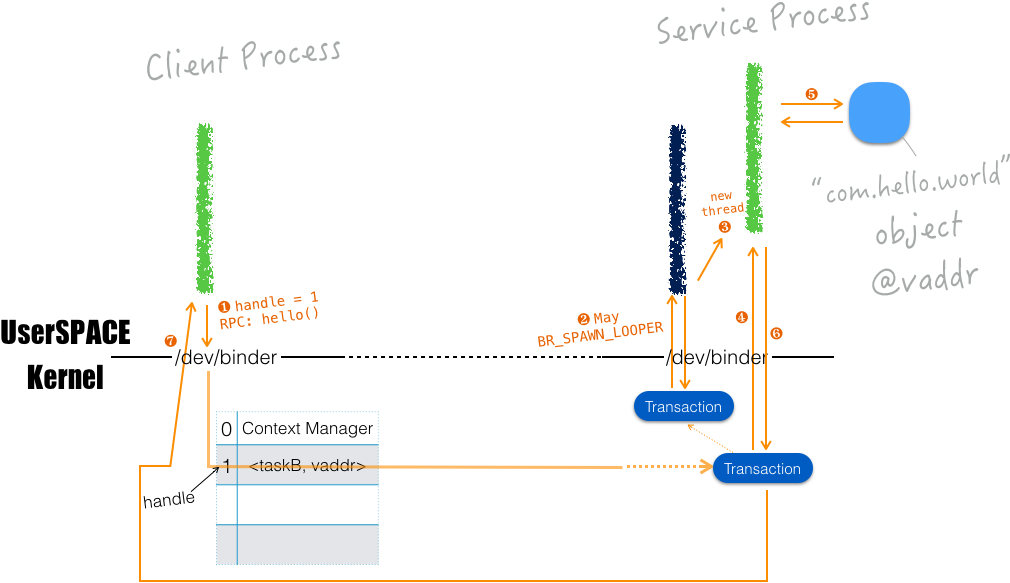 Client Process
Service Process
❺
"com.hello.world"
object
@vaddr
new
thread
❸
❶ handle = 1
RPC: hello()
❷ May
BR_SPAWN_LOOPER
❹
❻
❼
UserSPACE
Kernel
/dev/binder
/dev/binder
Transaction
Transaction
0 Context Manager
1 <taskB, vaddr>
handle